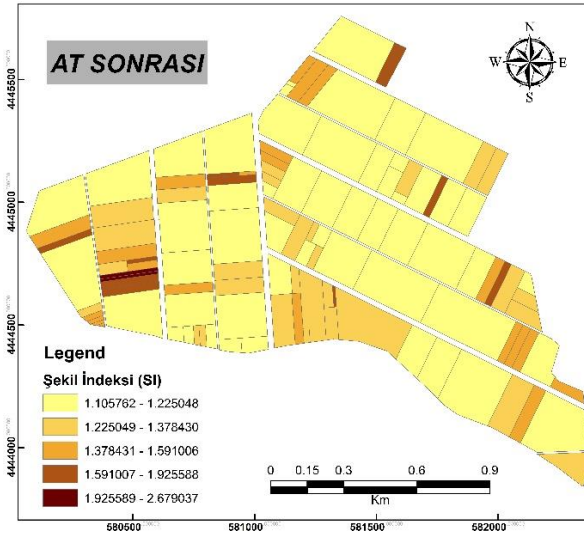 AT SONRASI
N
W E
S
4445500
4445000
4444500
4444000
Legend
Şekil İndeksi (SI)
1.105762 - 1.225048
1.225049 - 1.378430
1.378431 - 1.591006
1.591007 - 1.925588
1.925589 - 2.679037
0 0.15 0.3 0.6 0.9
Km
580500 581000 581500 582000